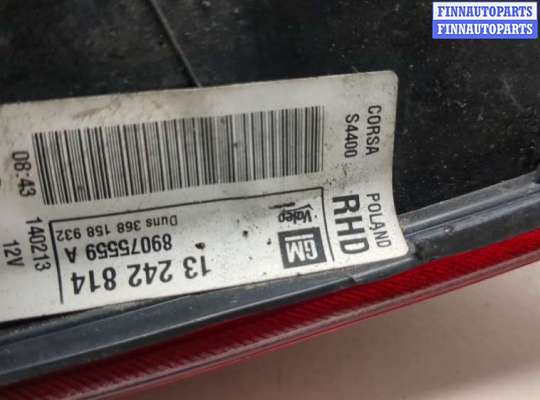 FINNAUTOPARTS
FINNAUTOPARTS
CORSA
S4400
POLAND
RHD
GM
Valeo
Duns 368 158 932
89075559 A
13 242 814
08:43
140213
12V